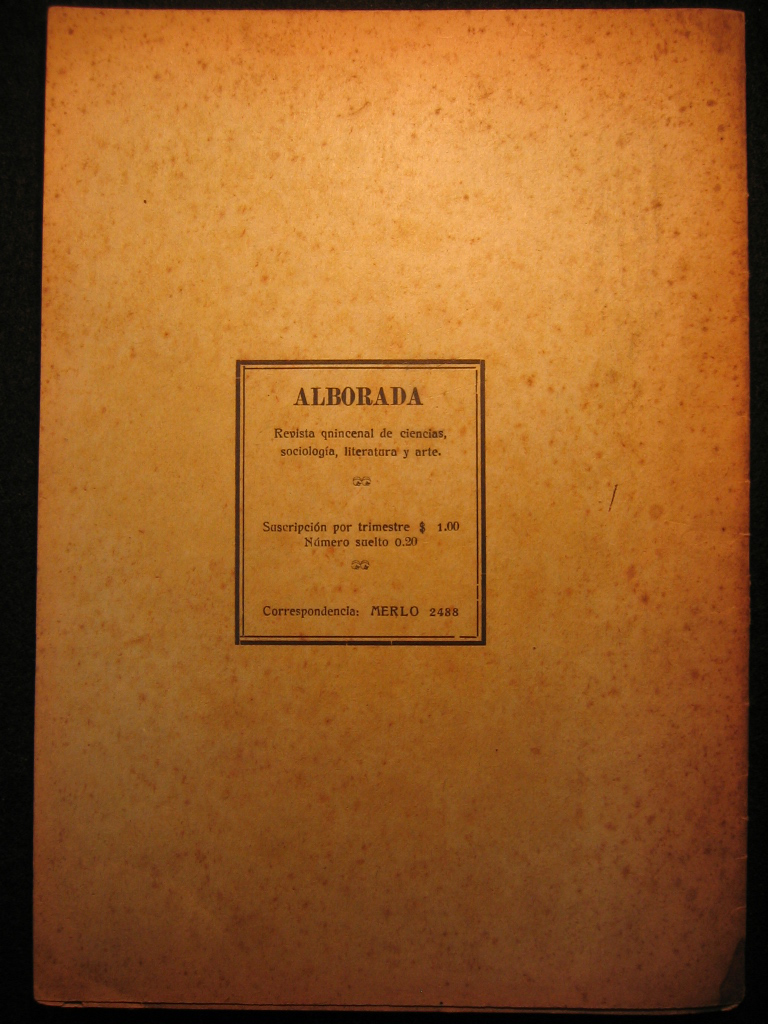 ALBORADA
Revista qnincenal de ciencias,
sociología, literatura y arte.
Suscripción por trimestre $ 1.00
Número suelto 0.20
Correspondencia: MERLO 2488